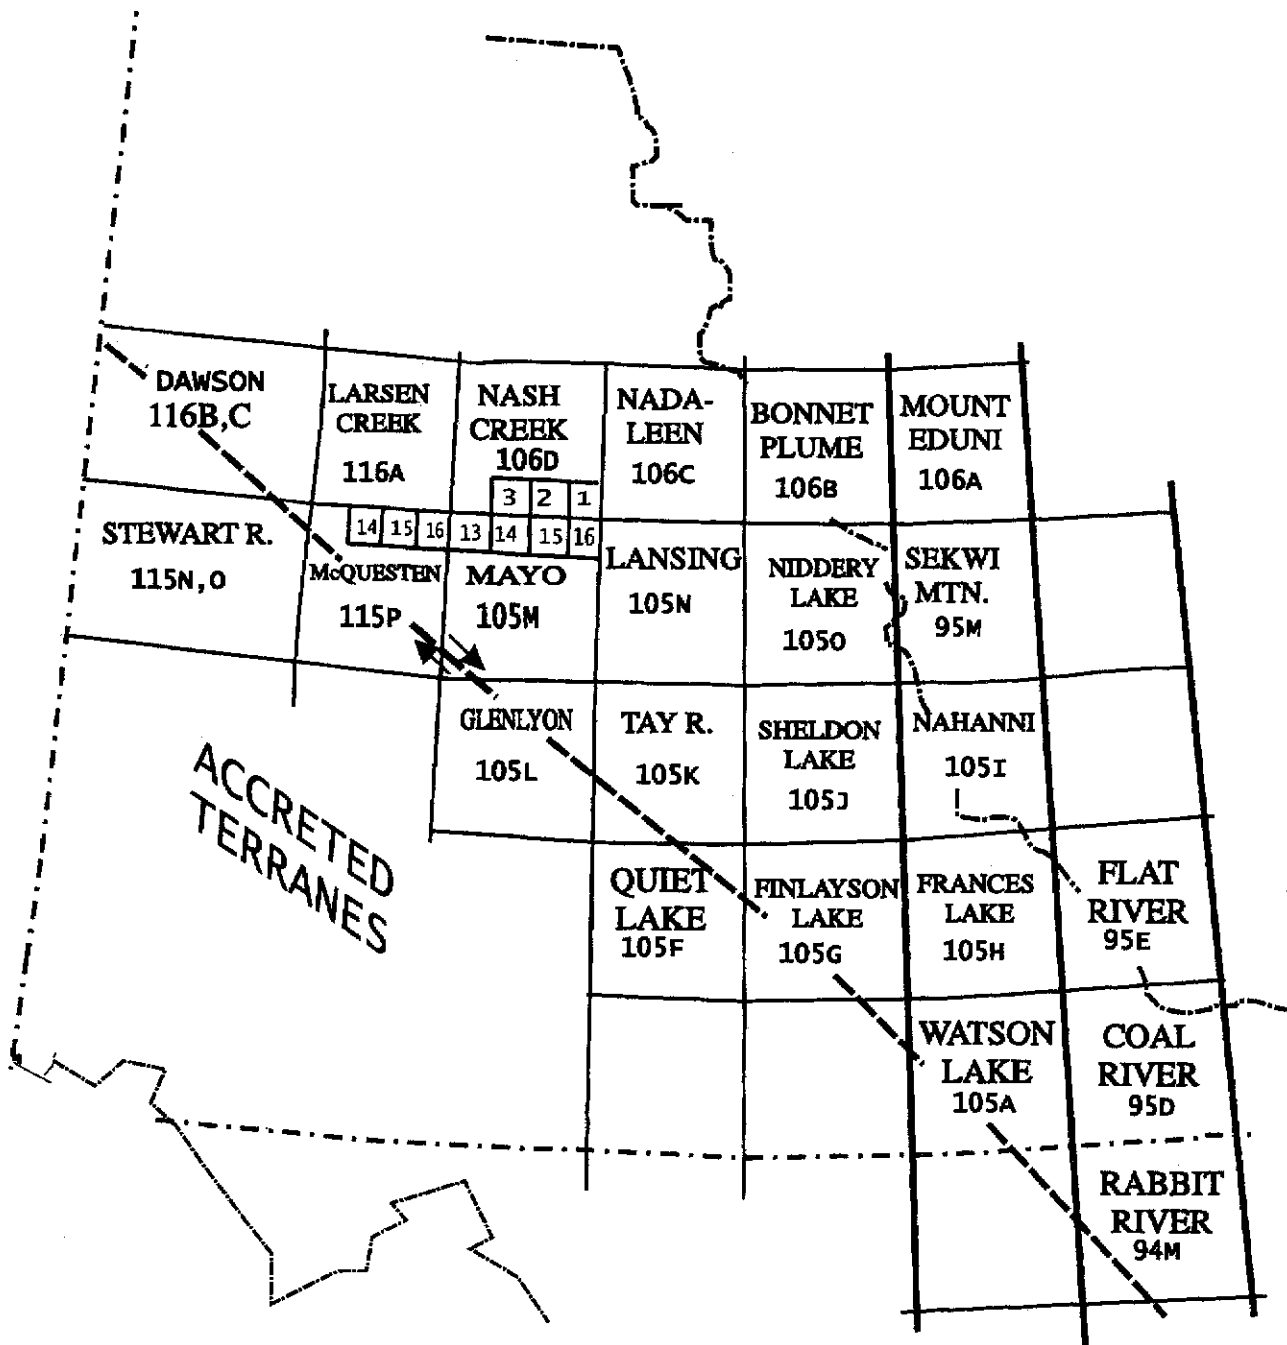 DAWSON
116B,C
LARSEN
CREEK
116A
NASH
CREEK
106D
3 2 1
NADA-
LEEN
106C
BONNET
PLUME
106B
MOUNT
EDUNI
106A
STEWART R.
115N,O
14 15 16 13 14 15 16
McQUESTEN
115P
MAYO
105M
LANSING
105N
NIDDERY
LAKE
105O
SEKWI
MTN.
95M
GLENLYON
105L
TAY R.
105K
SHELDON
LAKE
105J
NAHANNI
105I
ACCRETED
TERRANES
QUIET
LAKE
105F
FINLAYSON
LAKE
105G
FRANCES
LAKE
105H
FLAT
RIVER
95E
WATSON
LAKE
105A
COAL
RIVER
95D
RABBIT
RIVER
94M